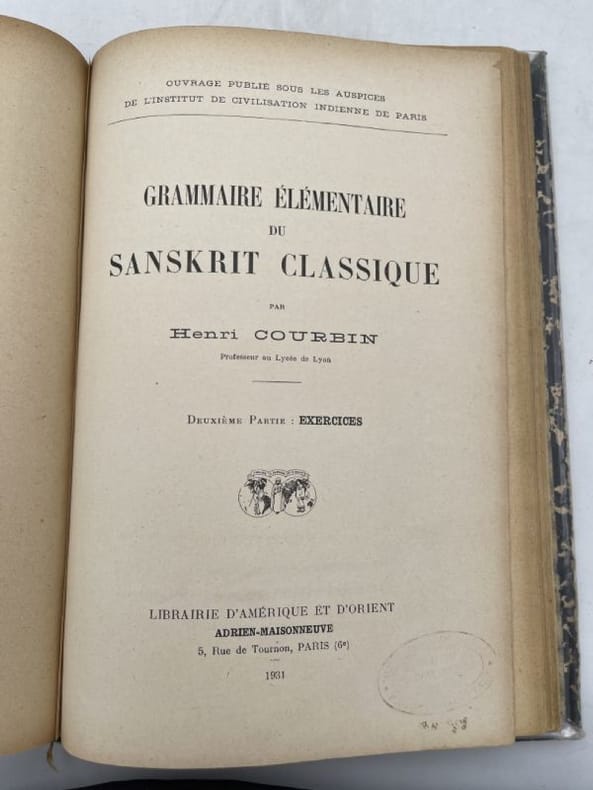 OUVRAGE PUBLIÉ SOUS LES AUSPICES
DE L'INSTITUT DE CIVILISATION INDIENNE DE PARIS
GRAMMAIRE ÉLÉMENTAIRE
DU
SANSKRIT CLASSIQUE
PAR
Henri COURBIN
Professeur au Lycée de Lyon
DEUXIÈME PARTIE : EXERCICES
LIBRAIRIE D'AMÉRIQUE ET D'ORIENT
ADRIEN-MAISONNEUVE
5, Rue de Tournon, PARIS (6e)
1931